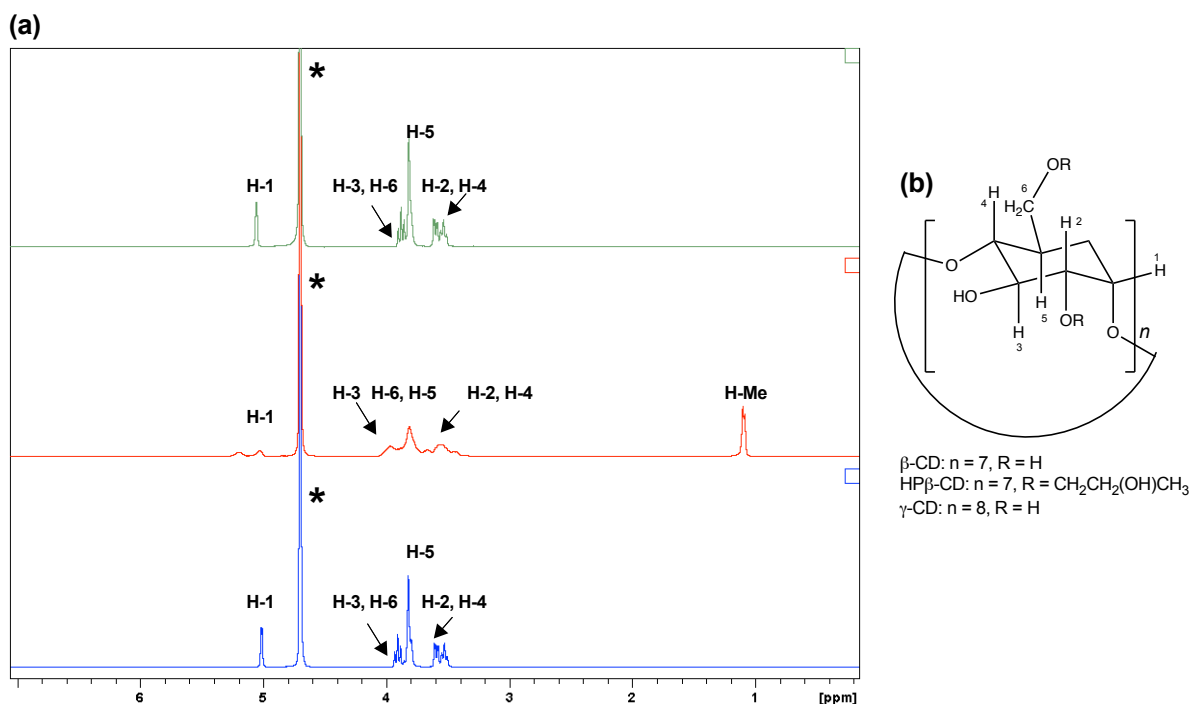 (a)
*
H-5
H-1
H-3, H-6
H-2, H-4
*
H-3
H-6, H-5
H-2, H-4
H-Me
H-1
*
H-5
H-1
H-3, H-6
H-2, H-4
6 5 4 3 2 1 [ppm]
(b)
OR
6
H₂C
4 H
H 2
1
H
O
HO
H
5
OR
O
n
H
3
β-CD: n = 7, R = H
HPβ-CD: n = 7, R = CH₂CH₂(OH)CH₃
γ-CD: n = 8, R = H